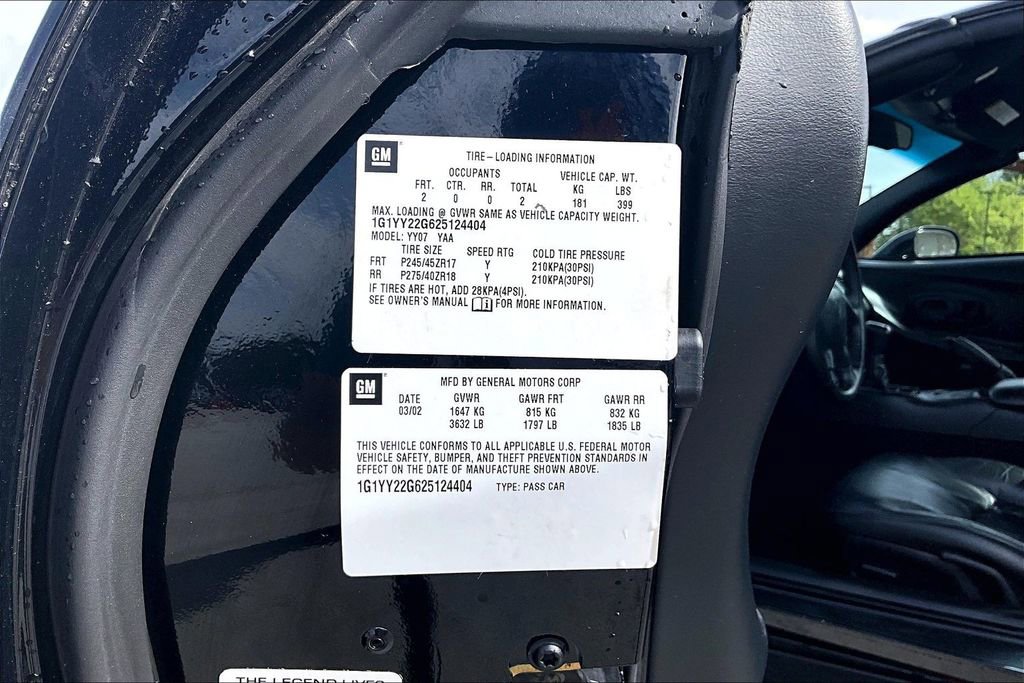 GM
TIRE-LOADING INFORMATION
OCCUPANTS VEHICLE CAP. WT.
FRT. CTR. RR. TOTAL KG LBS
2 0 0 2 181 399
MAX. LOADING @ GVWR SAME AS VEHICLE CAPACITY WEIGHT.
1G1YY22G625124404
MODEL: YY07 YAA
TIRE SIZE SPEED RTG COLD TIRE PRESSURE
FRT P245/45ZR17 Y 210KPA(30PSI)
RR P275/40ZR18 Y 210KPA(30PSI)
IF TIRES ARE HOT, ADD 28KPA(4PSI).
SEE OWNER'S MANUAL FOR MORE INFORMATION.
GM
MFD BY GENERAL MOTORS CORP
DATE GVWR GAWR FRT GAWR RR
03/02 1647 KG 815 KG 832 KG
3632 LB 1797 LB 1835 LB
THIS VEHICLE CONFORMS TO ALL APPLICABLE U.S. FEDERAL MOTOR
VEHICLE SAFETY, BUMPER, AND THEFT PREVENTION STANDARDS IN
EFFECT ON THE DATE OF MANUFACTURE SHOWN ABOVE.
1G1YY22G625124404 TYPE: PASS CAR
THE LEGEND LIVES